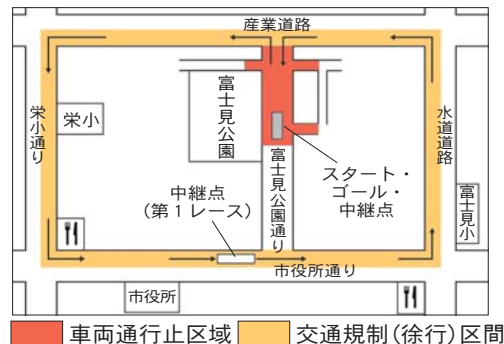 産業道路
栄小通り
栄小
富士見公園
富士見公園通り
水道道路
富士見小
スタート・
ゴール・
中継点
中継点
(第1レース)
市役所通り
市役所
車両通行止区域
交通規制(徐行)区間